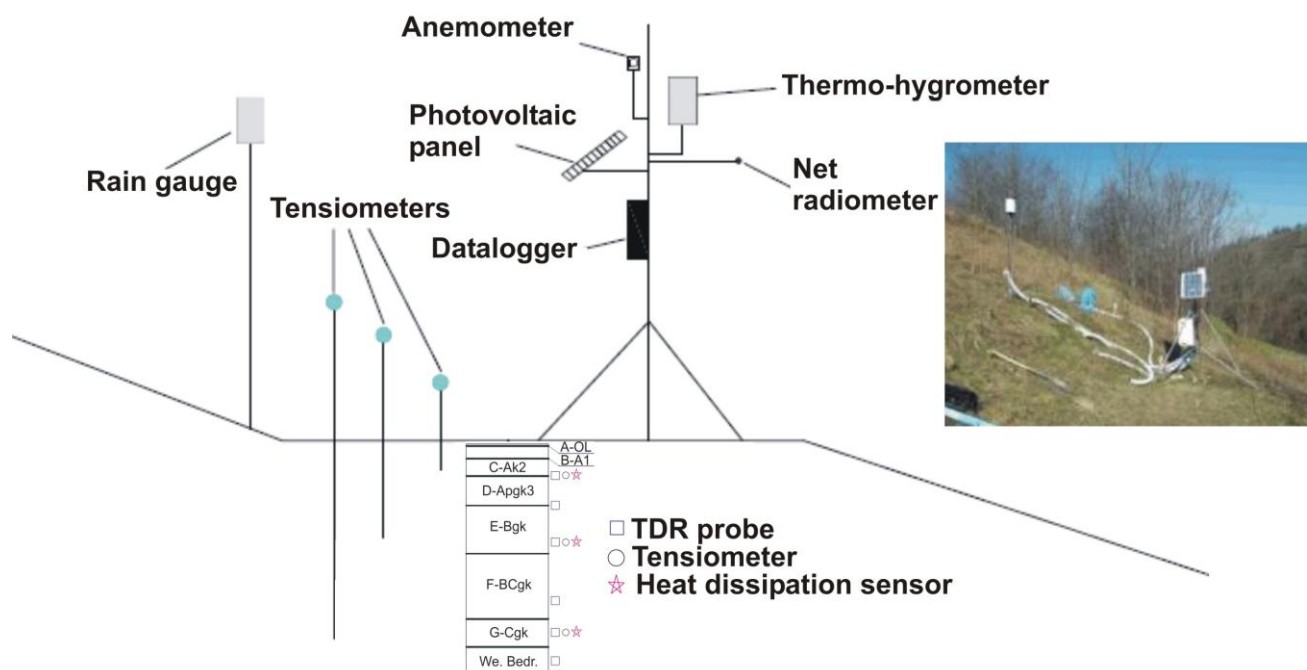 Anemometer
Thermo-hygrometer
Photovoltaic
panel
Rain gauge
Net
radiometer
Tensiometers
Datalogger
A-OL
B-A1
C-Ak2
D-Apgk3
E-Bgk
F-BCgk
G-Cgk
We. Bedr.
TDR probe
Tensiometer
Heat dissipation sensor